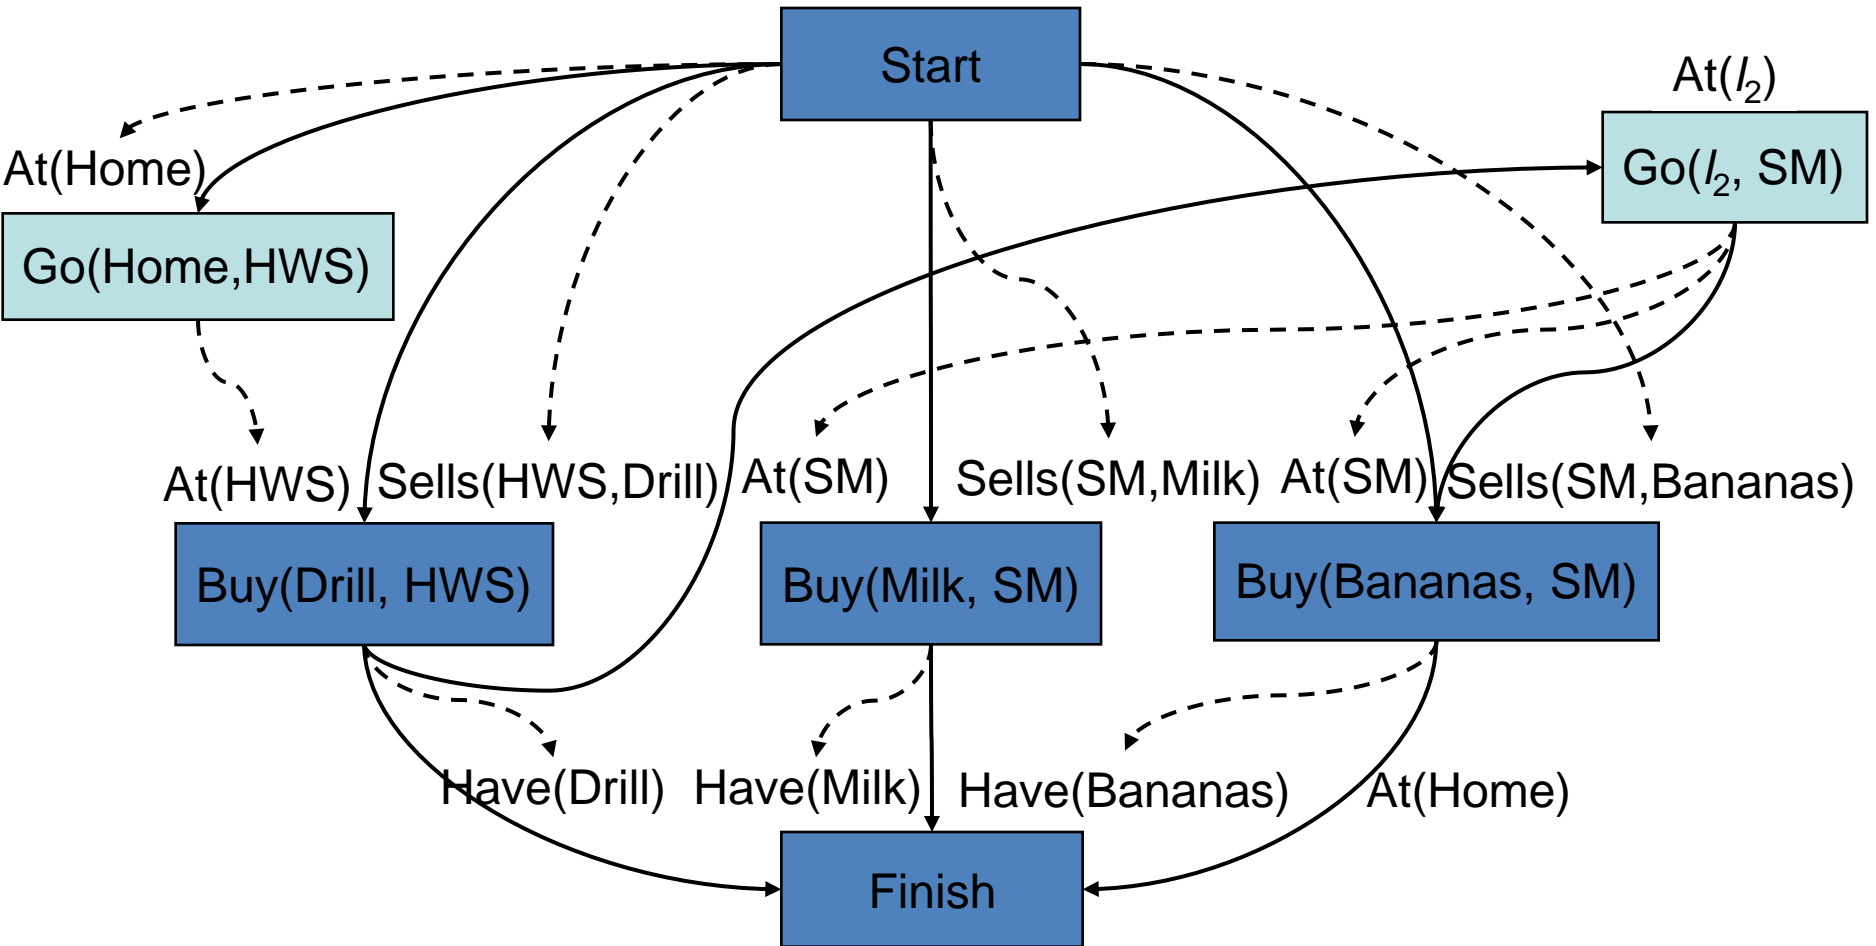 Start
At(l2)
At(Home)
Go(l2, SM)
Go(Home,HWS)
At(HWS)
Sells(HWS,Drill)
At(SM)
Sells(SM,Milk)
At(SM)
Sells(SM,Bananas)
Buy(Drill, HWS)
Buy(Milk, SM)
Buy(Bananas, SM)
Have(Drill)
Have(Milk)
Have(Bananas)
At(Home)
Finish